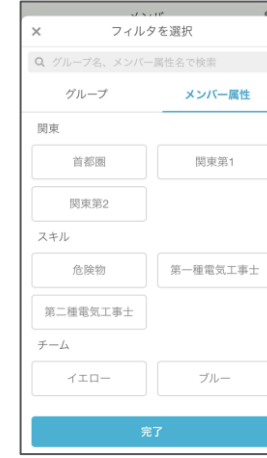 × フィルタを選択
グループ名、メンバー属性名で検索
グループ メンバー属性
関東
首都圏 関東第1
関東第2
スキル
危険物 第一種電気工事士
第二種電気工事士
チーム
イエロー ブルー
完了